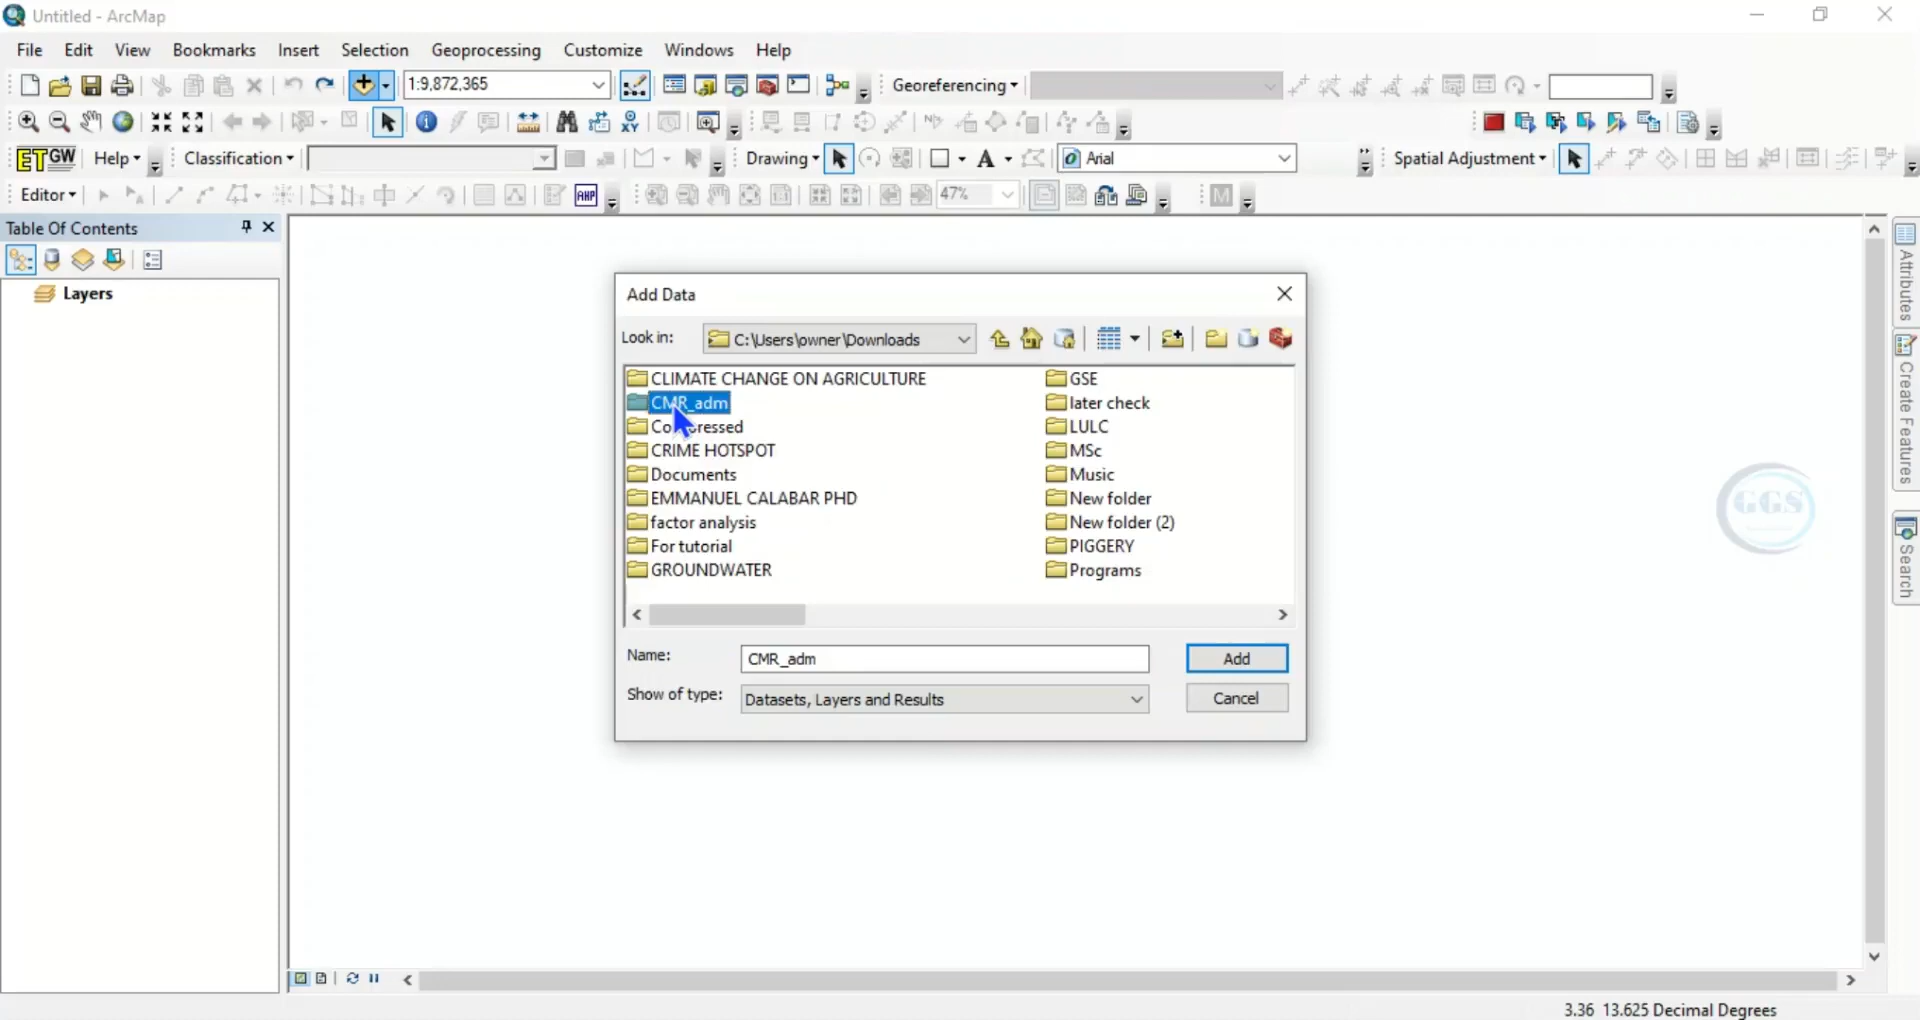 Untitled - ArcMap
File Edit View Bookmarks Insert Selection Geoprocessing Customize Windows Help
1:9,872,365 Georeferencing
ET GW Help Classification Drawing A Arial Spatial Adjustment
Editor AHP 47% M
Table Of Contents
Layers
Add Data
Look in: C:\Users\owner\Downloads
CLIMATE CHANGE ON AGRICULTURE GSE
CMR_adm later check
LULC
CRIME HOTSPOT MSc
Documents Music
EMMANUEL CALABAR PHD New folder
factor analysis New folder (2)
For tutorial PIGGERY
GROUNDWATER Programs
Name: CMR_adm Add
Show of type: Datasets, Layers and Results Cancel
Attributes
Create Features
Search
GGS
3.36 13.625 Decimal Degrees